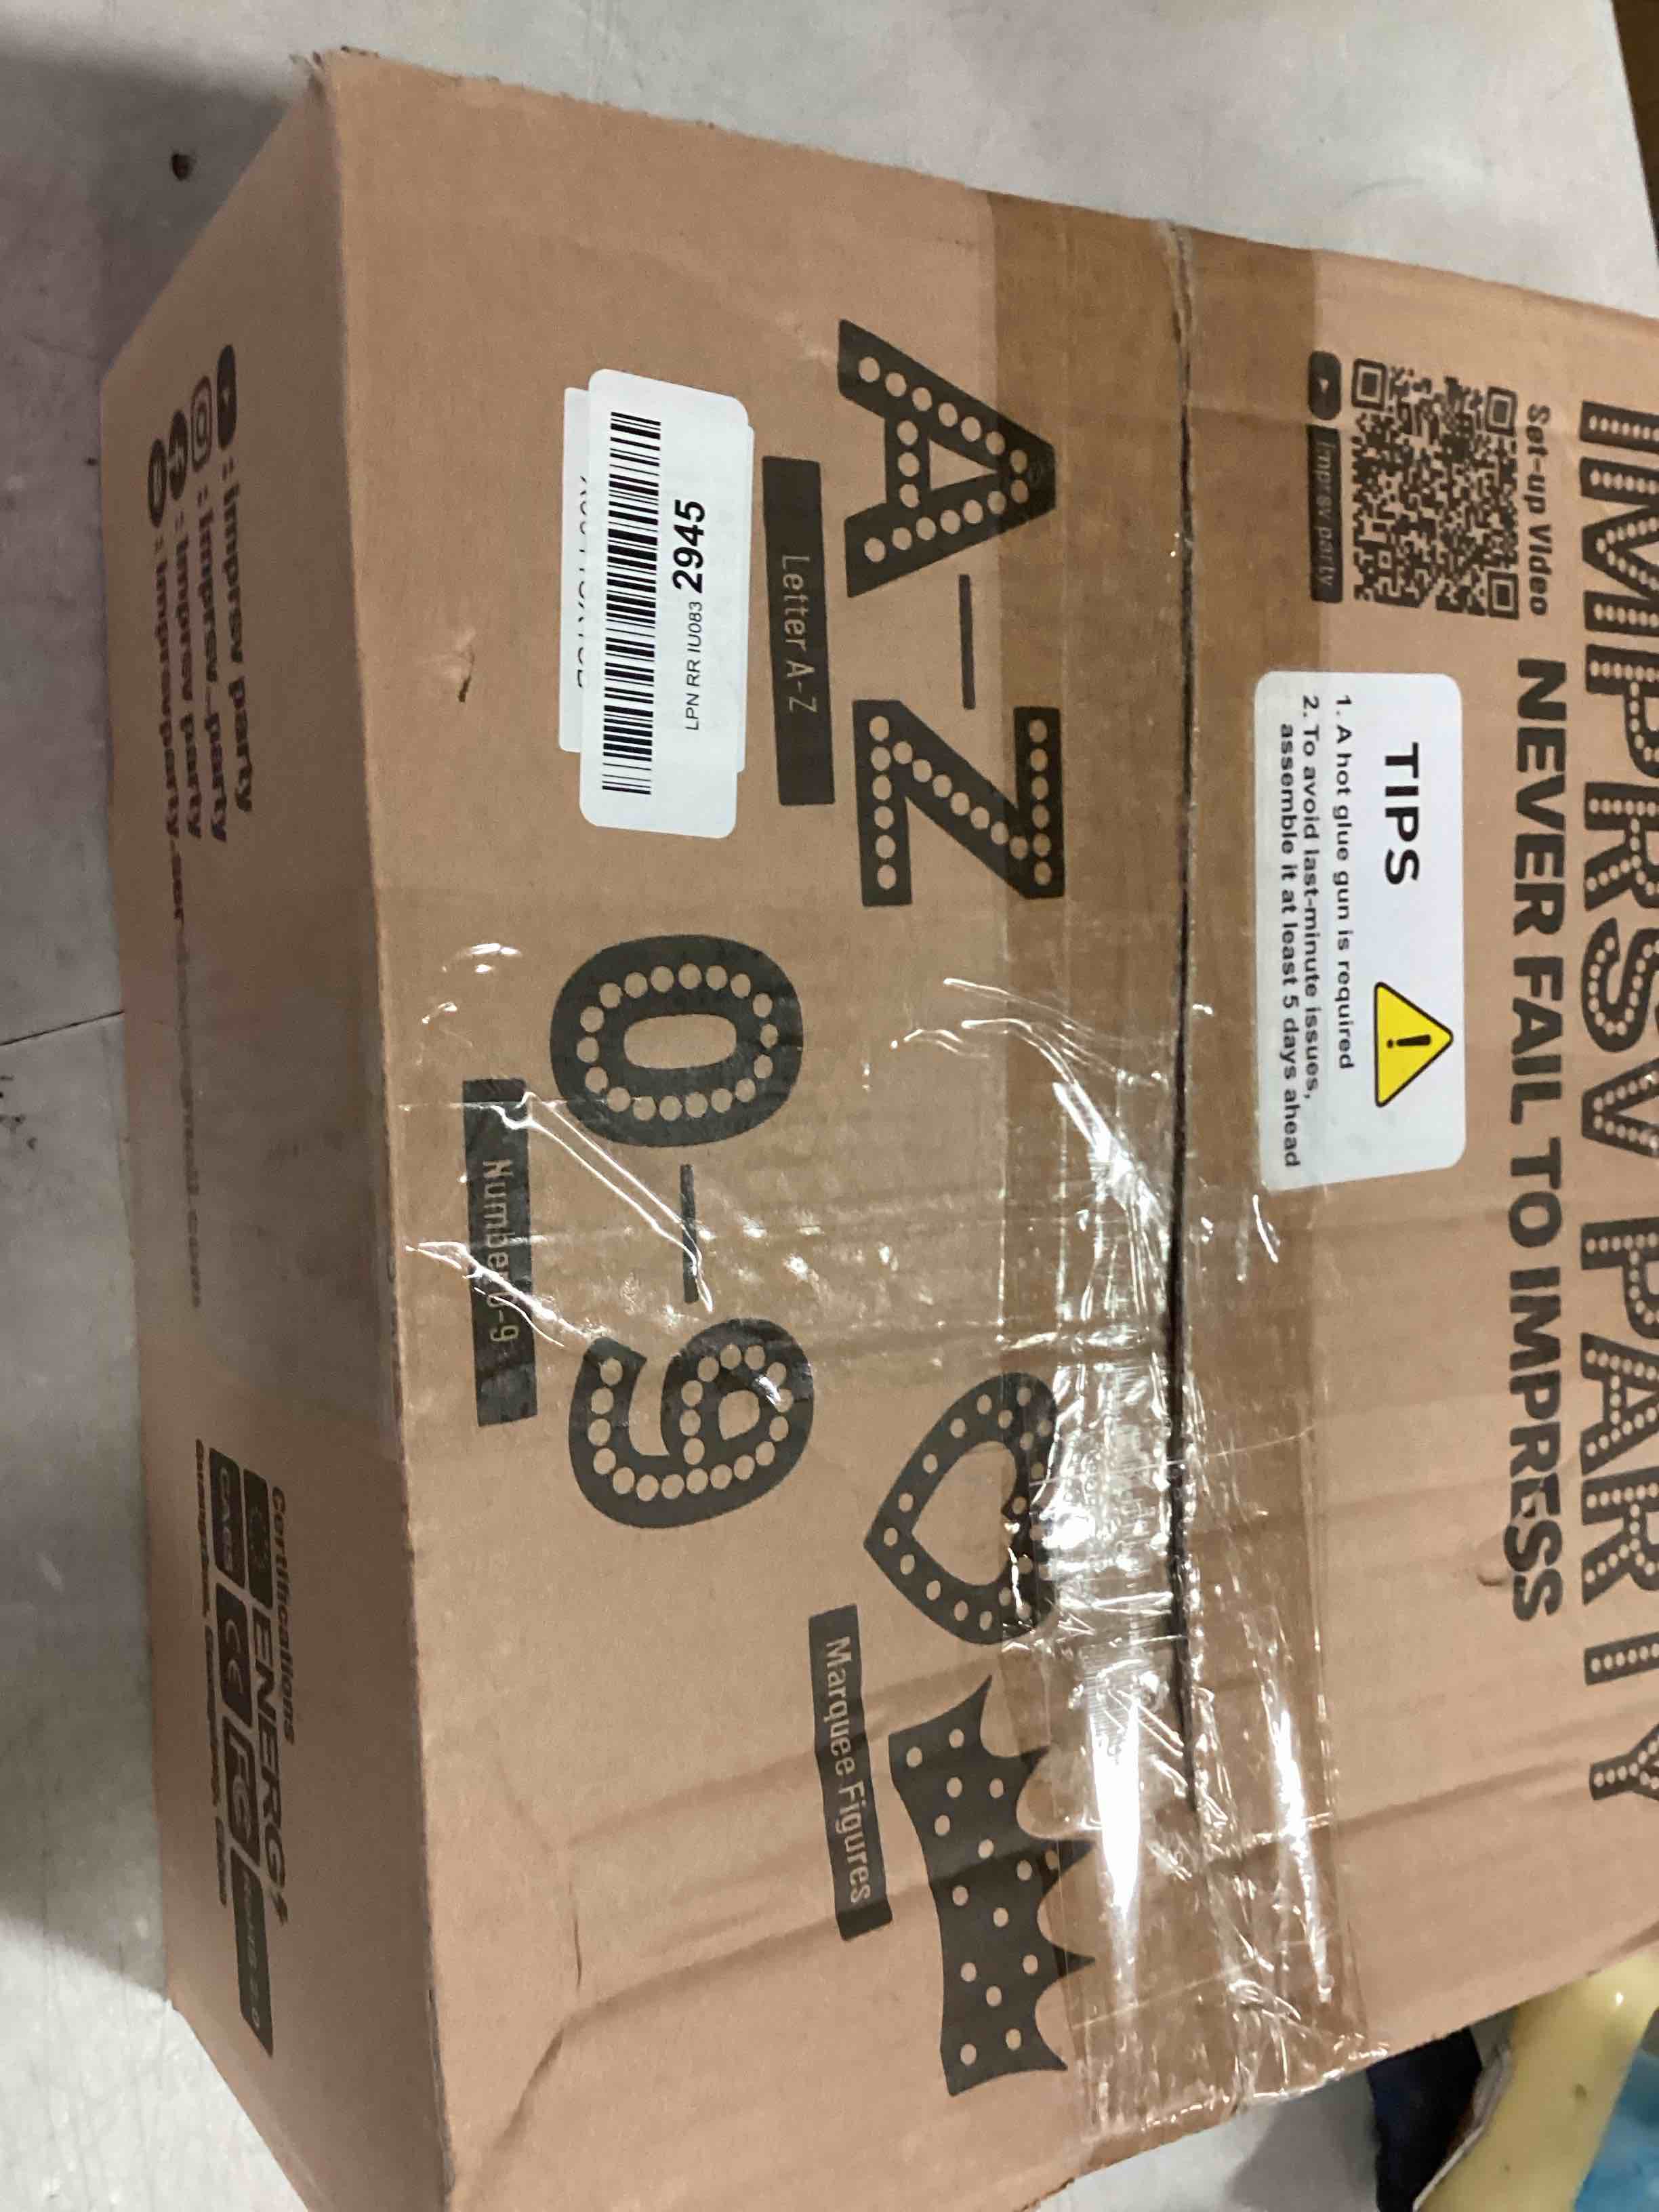 IMPRSV PARTY
NEVER FAIL TO IMPRESS
Set-up Video
Imprsv party
TIPS
1. A hot glue gun is required
2. To avoid last-minute issues,
assemble it at least 5 days ahead
A-Z
Letter A-Z
0-9
Number 0-9
Marquee Figures
LPN RR IU083 2945
: Imprsv party
: Imprsv_party
: Imprsv party
Certifications